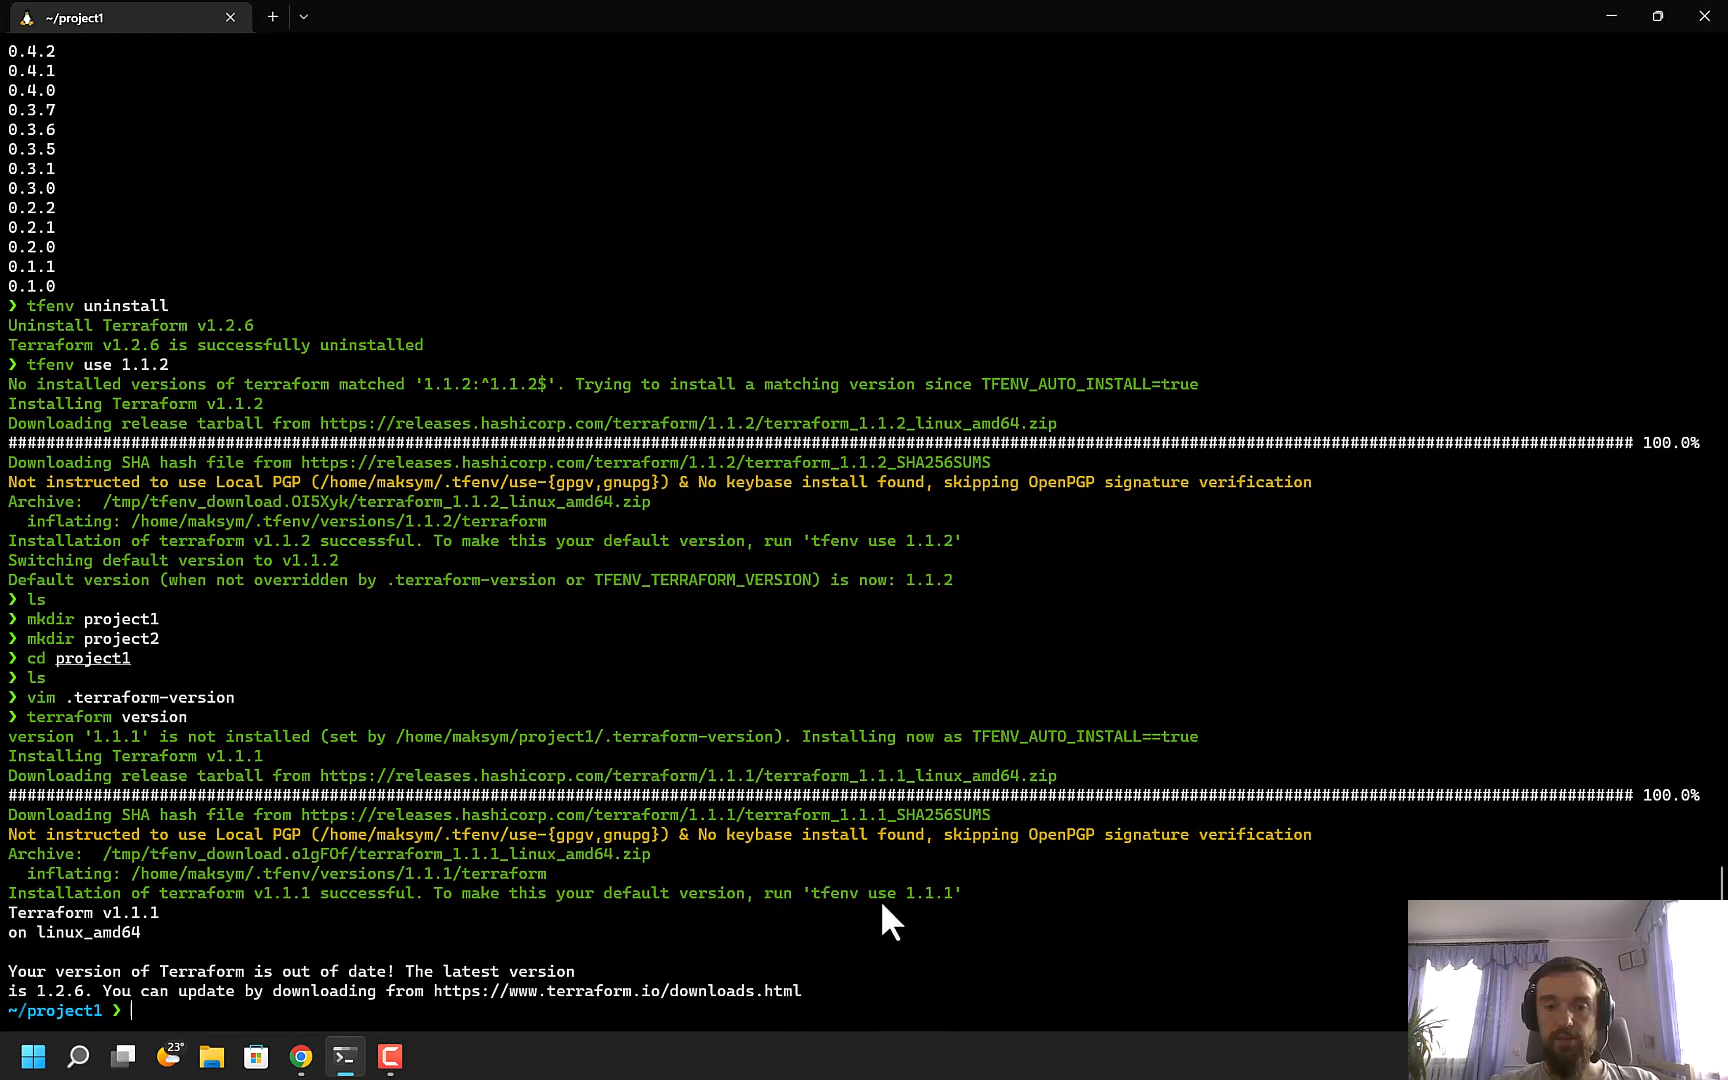 ~/project1
0.4.2
0.4.1
0.4.0
0.3.7
0.3.6
0.3.5
0.3.1
0.3.0
0.2.2
0.2.1
0.2.0
0.1.1
0.1.0
❯ tfenv uninstall
Uninstall Terraform v1.2.6
Terraform v1.2.6 is successfully uninstalled
❯ tfenv use 1.1.2
No installed versions of terraform matched '1.1.2:^1.1.2$'. Trying to install a matching version since TFENV_AUTO_INSTALL=true
Installing Terraform v1.1.2
Downloading release tarball from https://releases.hashicorp.com/terraform/1.1.2/terraform_1.1.2_linux_amd64.zip
############################################################################################################################################################################ 100.0%
Downloading SHA hash file from https://releases.hashicorp.com/terraform/1.1.2/terraform_1.1.2_SHA256SUMS
Not instructed to use Local PGP (/home/maksym/.tfenv/use-{gpgv,gnupg}) & No keybase install found, skipping OpenPGP signature verification
Archive:  /tmp/tfenv_download.OI5Xyk/terraform_1.1.2_linux_amd64.zip
  inflating: /home/maksym/.tfenv/versions/1.1.2/terraform
Installation of terraform v1.1.2 successful. To make this your default version, run 'tfenv use 1.1.2'
Switching default version to v1.1.2
Default version (when not overridden by .terraform-version or TFENV_TERRAFORM_VERSION) is now: 1.1.2
❯ ls
❯ mkdir project1
❯ mkdir project2
❯ cd project1
❯ ls
❯ vim .terraform-version
❯ terraform version
version '1.1.1' is not installed (set by /home/maksym/project1/.terraform-version). Installing now as TFENV_AUTO_INSTALL==true
Installing Terraform v1.1.1
Downloading release tarball from https://releases.hashicorp.com/terraform/1.1.1/terraform_1.1.1_linux_amd64.zip
############################################################################################################################################################################ 100.0%
Downloading SHA hash file from https://releases.hashicorp.com/terraform/1.1.1/terraform_1.1.1_SHA256SUMS
Not instructed to use Local PGP (/home/maksym/.tfenv/use-{gpgv,gnupg}) & No keybase install found, skipping OpenPGP signature verification
Archive:  /tmp/tfenv_download.o1gFOf/terraform_1.1.1_linux_amd64.zip
  inflating: /home/maksym/.tfenv/versions/1.1.1/terraform
Installation of terraform v1.1.1 successful. To make this your default version, run 'tfenv use 1.1.1'
Terraform v1.1.1
on linux_amd64
Your version of Terraform is out of date! The latest version
is 1.2.6. You can update by downloading from https://www.terraform.io/downloads.html
~/project1 ❯
23°